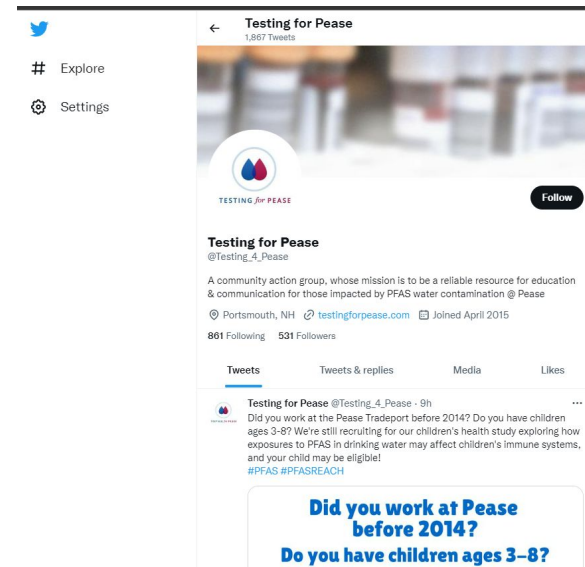 Testing for Pease
1,867 Tweets
Explore
Settings
TESTING for PEASE
Follow
Testing for Pease
@Testing_4_Pease
A community action group, whose mission is to be a reliable resource for education
& communication for those impacted by PFAS water contamination @ Pease
Portsmouth, NH testingforpease.com Joined April 2015
861 Following 531 Followers
Tweets Tweets & replies Media Likes
Testing for Pease @Testing_4_Pease · 9h
Did you work at the Pease Tradeport before 2014? Do you have children
ages 3-8? We're still recruiting for our children's health study exploring how
exposures to PFAS in drinking water may affect children's immune systems,
and your child may be eligible!
#PFAS #PFASREACH
Did you work at Pease
before 2014?
Do you have children ages 3–8?